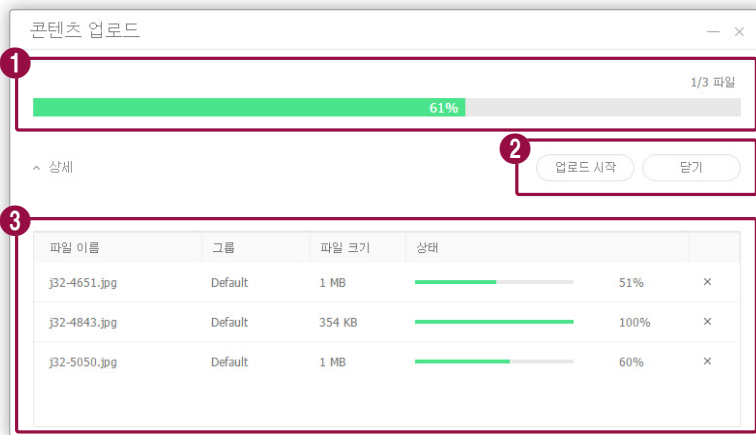 콘텐츠 업로드
1
1/3 파일
61%
2
상세
업로드 시작 닫기
3
파일 이름 그룹 파일 크기 상태
j32-4651.jpg Default 1 MB 51%
j32-4843.jpg Default 354 KB 100%
j32-5050.jpg Default 1 MB 60%